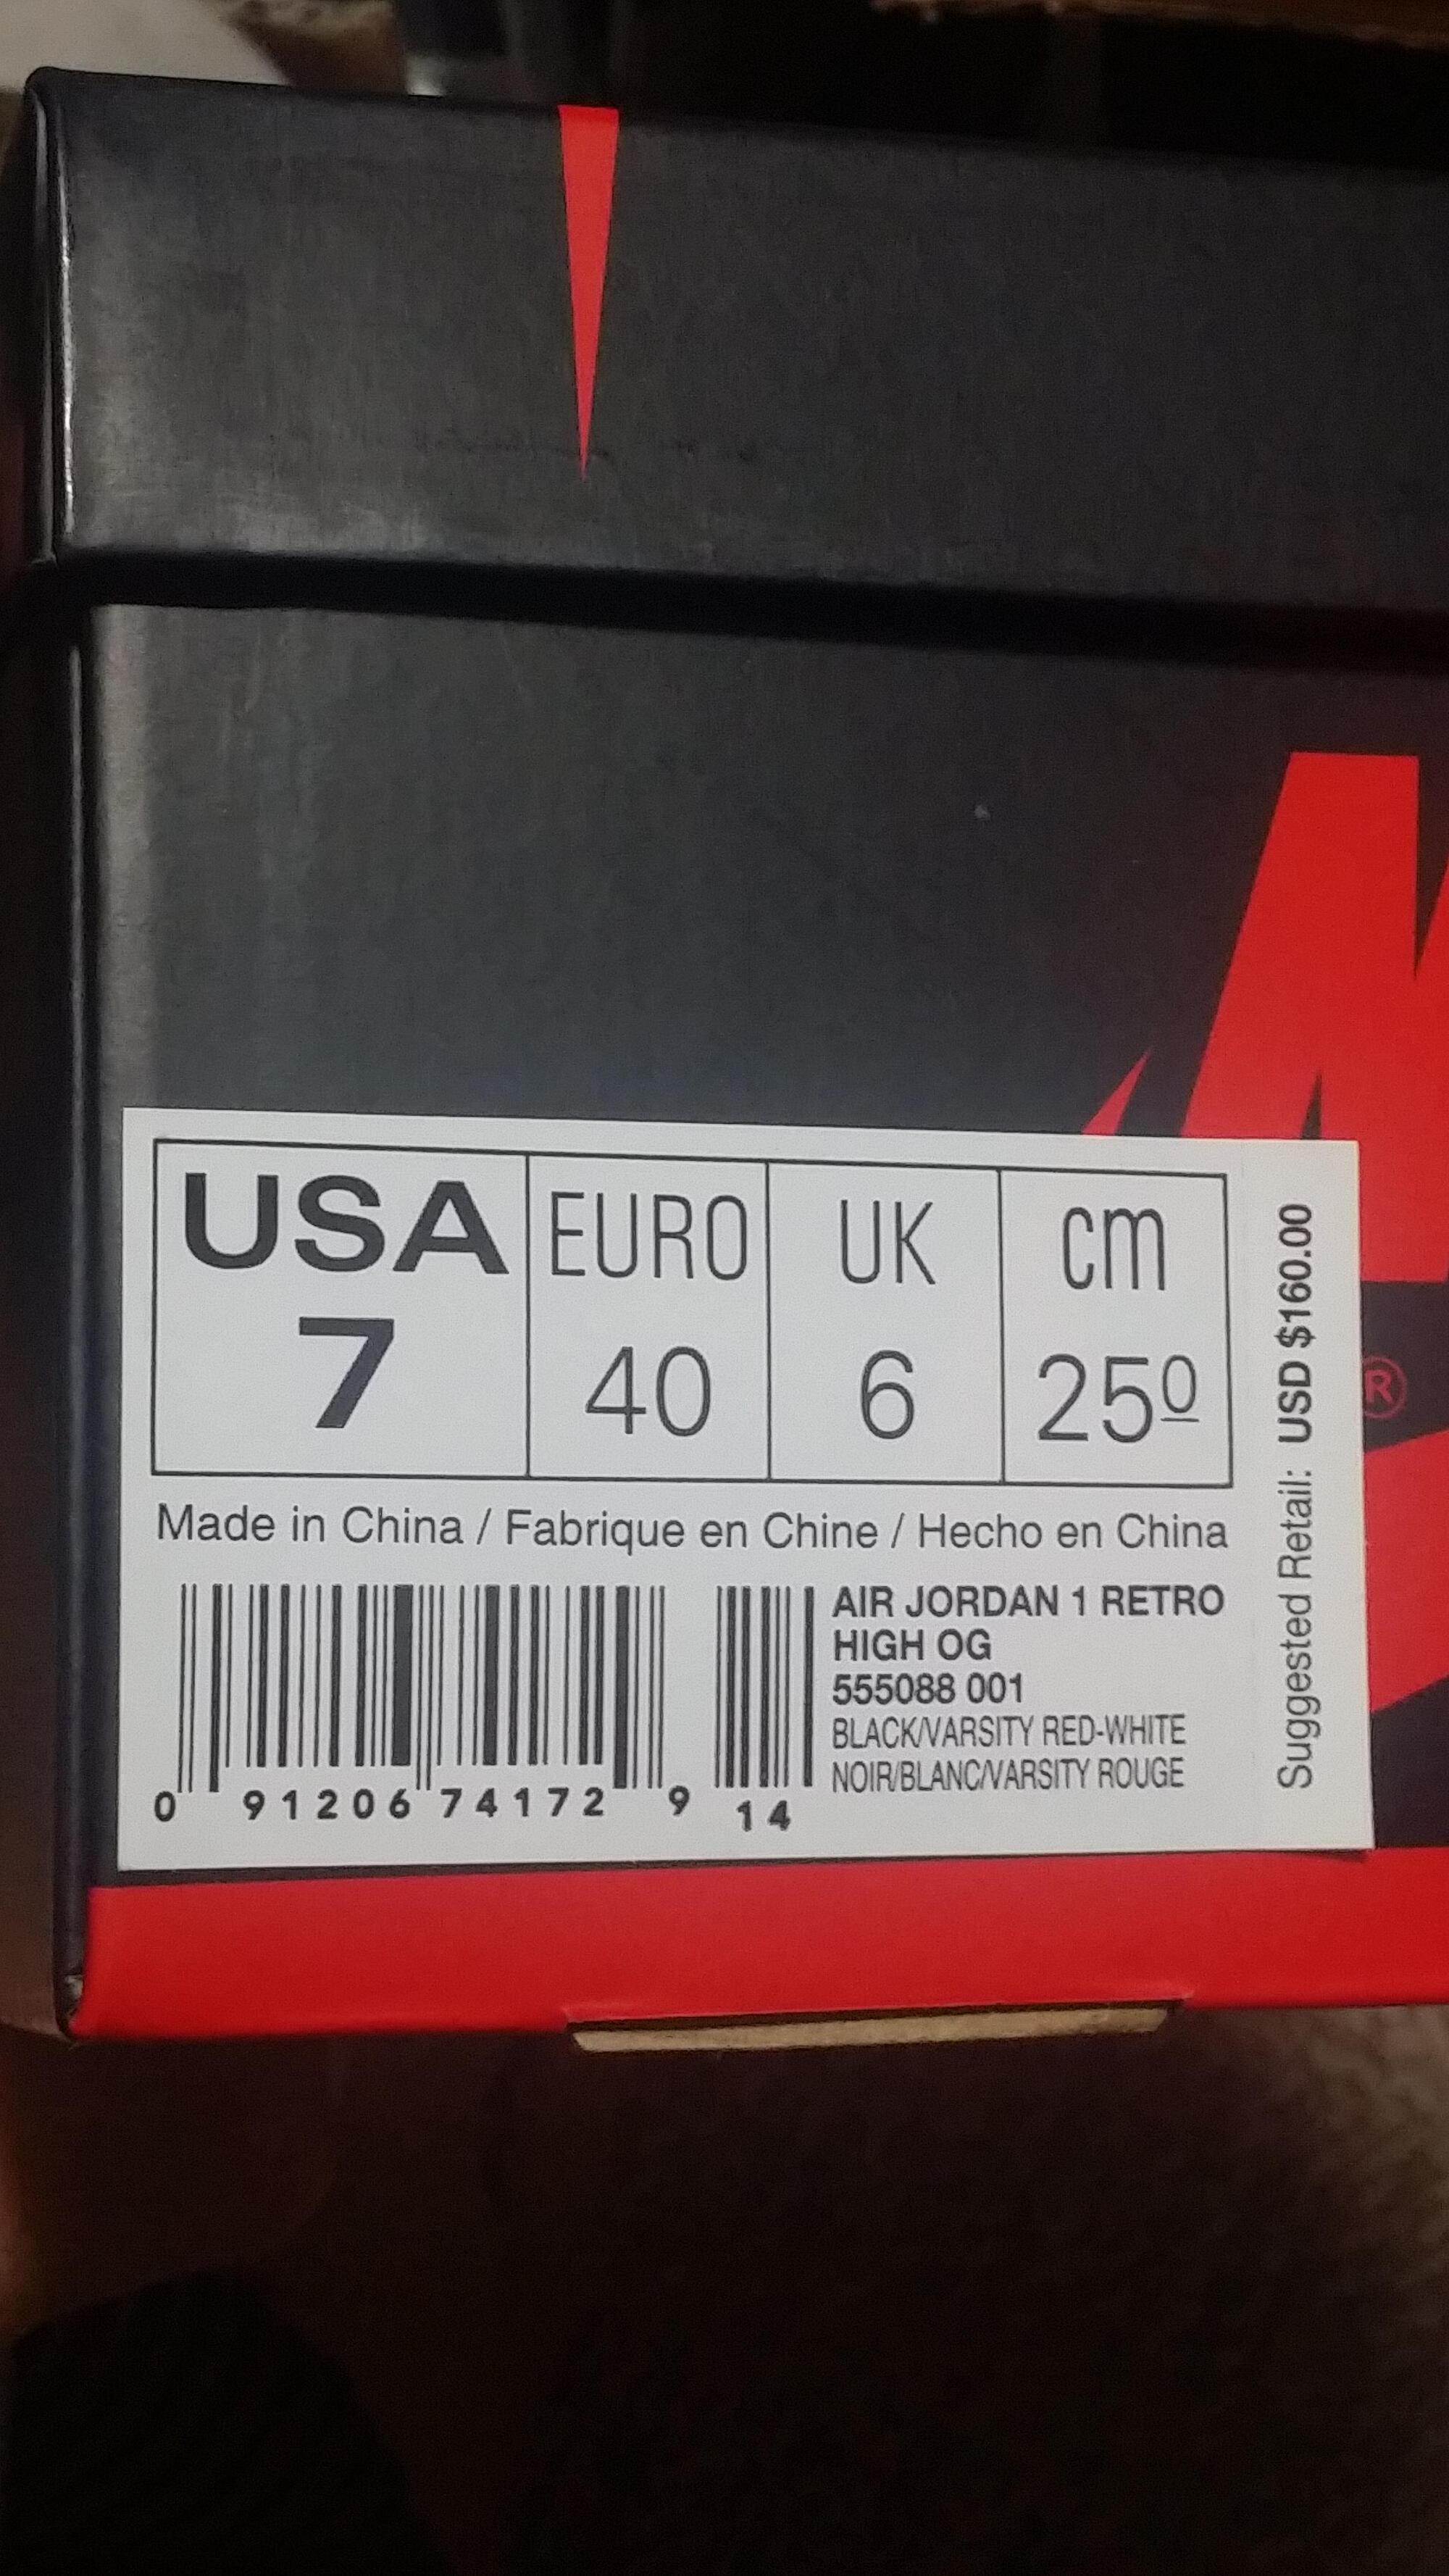 USA EURO UK cm
7 40 6 25º
Made in China / Fabrique en Chine / Hecho en China
AIR JORDAN 1 RETRO
HIGH OG
555088 001
BLACK/VARSITY RED-WHITE
NOIR/BLANC/VARSITY ROUGE
0 91206 74172 9 14
Suggested Retail: USD $160.00
®